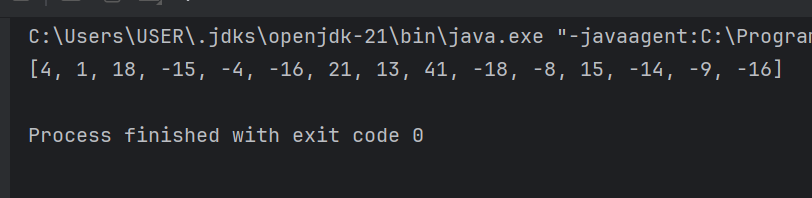 C:\Users\USER\.jdks\openjdk-21\bin\java.exe "-javaagent:C:\Program
[4, 1, 18, -15, -4, -16, 21, 13, 41, -18, -8, 15, -14, -9, -16]
Process finished with exit code 0